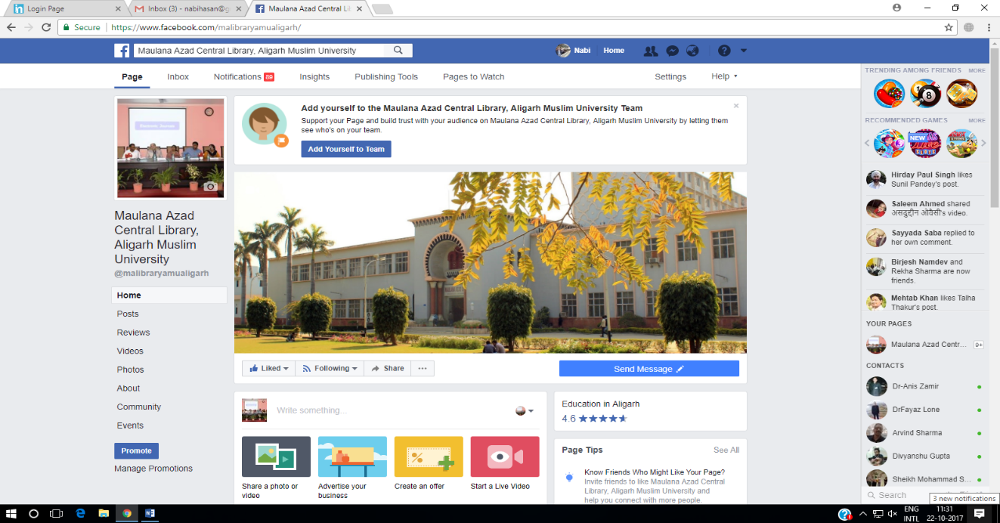 Login Page
Inbox (3) - nabihasan@g
Maulana Azad Central Lib
Secure
https://www.facebook.com/malibraryamualigarh/
Maulana Azad Central Library, Aligarh Muslim University
Nabi
Home
Page
Inbox
Notifications 89
Insights
Publishing Tools
Pages to Watch
Settings
Help
Add yourself to the Maulana Azad Central Library, Aligarh Muslim University Team
Support your Page and build trust with your audience on Maulana Azad Central Library, Aligarh Muslim University by letting them
see who's on your team.
Add Yourself to Team
Maulana Azad
Central Library,
Aligarh Muslim
University
@malibraryamualigarh
Home
Posts
Reviews
Videos
Photos
About
Community
Events
Promote
Manage Promotions
Liked
Following
Share
Send Message
Write something...
Share a photo or
video
Advertise your
business
Create an offer
Start a Live Video
Education in Aligarh
4.6
Page Tips
See All
Know Friends Who Might Like Your Page?
Invite friends to like Maulana Azad Central
Library, Aligarh Muslim University and
help you connect with more people.
TRENDING AMONG FRIENDS
MORE
8
RECOMMENDED GAMES
MORE
NEW
SLOTS
Hirday Paul Singh likes
Sunil Pandey's post.
Saleem Ahmed shared
असदुद्दीन ओवैसी's video.
Sayyada Saba replied to
her own comment.
Birjesh Namdev and
Rekha Sharma are now
friends.
Mehtab Khan likes Talha
Thakur's post.
YOUR PAGES
Maulana Azad Centr...
9+
CONTACTS
Dr-Anis Zamir
DrFayaz Lone
Arvind Sharma
Divyanshu Gupta
Sheikh Mohammad S...
Search
3 new notifications
ENG
INTL
11:31
22-10-2017